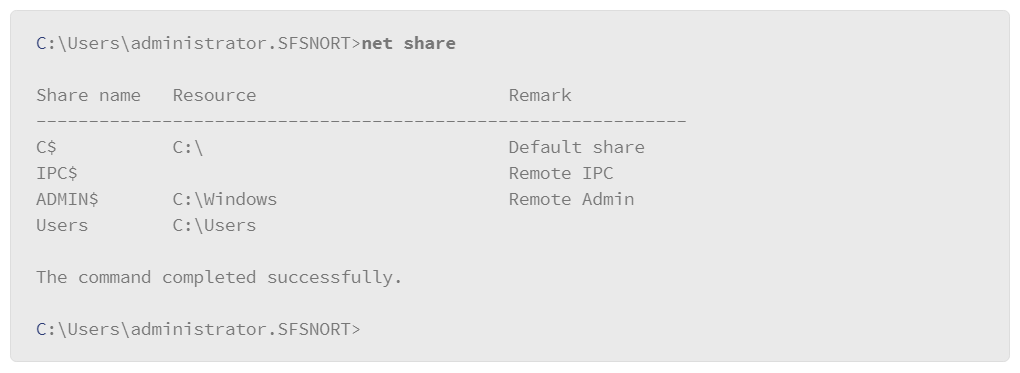 C:\Users\administrator.SFSNORT>net share
Share name   Resource                        Remark
--------------------------------------------------------------
C$           C:\                             Default share
IPC$                                         Remote IPC
ADMIN$       C:\Windows                      Remote Admin
Users        C:\Users
The command completed successfully.
C:\Users\administrator.SFSNORT>